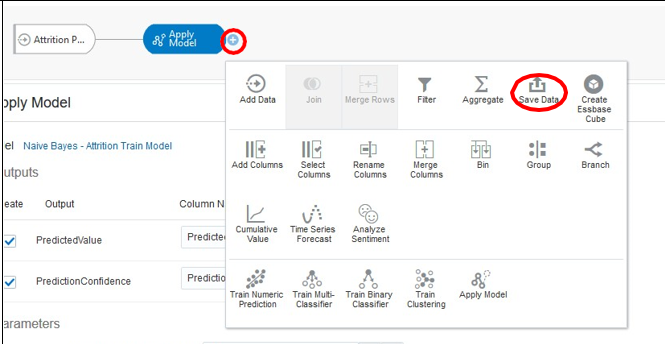 Attrition P...
Apply Model
Add Data
Join
Merge Rows
Filter
Aggregate
Save Data
Create Essbase Cube
pply Model
el Naive Bayes - Attrition Train Model
utputs
Add Columns
Select Columns
Rename Columns
Merge Columns
Bin
Group
Branch
eate Output Column N
Cumulative Value
Time Series Forecast
Analyze Sentiment
PredictedValue Predicte
PredictionConfidence Predictio
Train Numeric Prediction
Train Multi-Classifier
Train Binary Classifier
Train Clustering
Apply Model
arameters